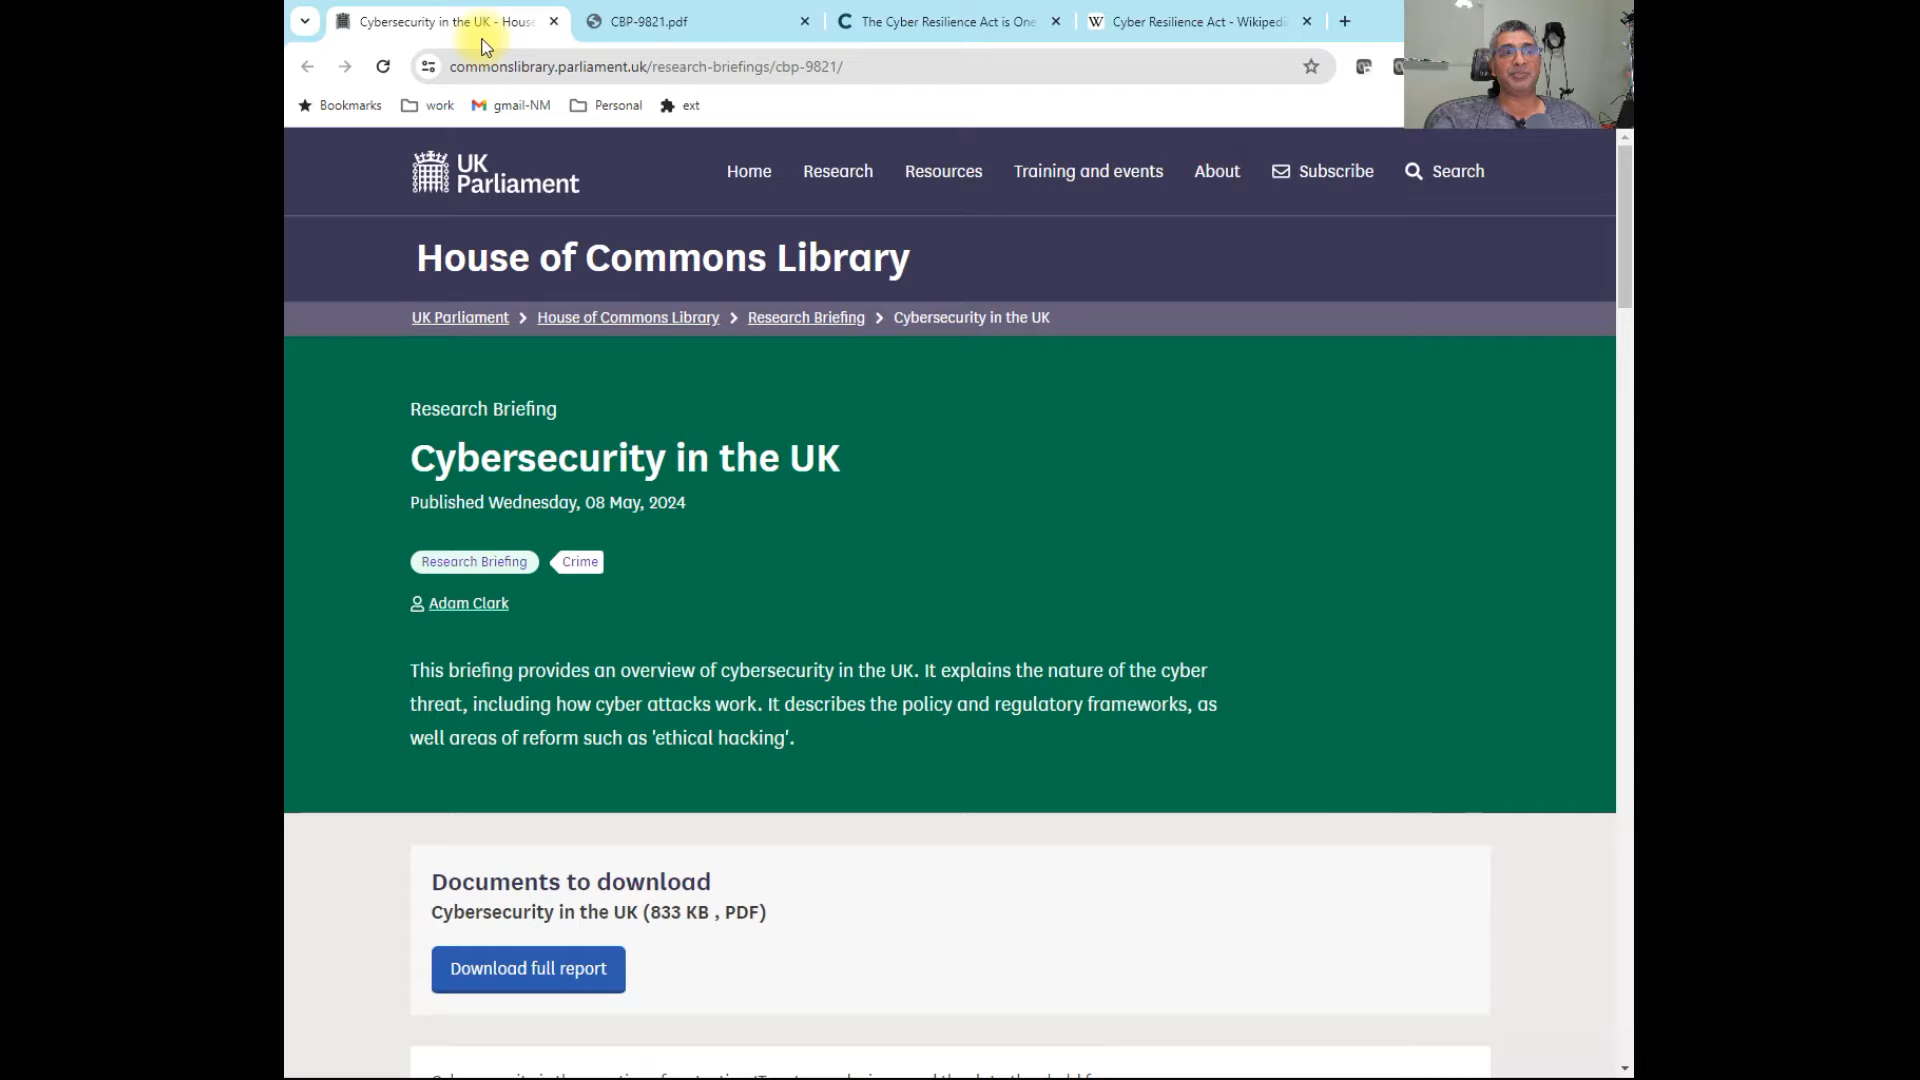 Cybersecurity in the UK - House
CBP-9821.pdf
The Cyber Resilience Act is One
Cyber Resilience Act - Wikipedi
commonslibrary.parliament.uk/research-briefings/cbp-9821/
Bookmarks
work
gmail-NM
Personal
ext
UK Parliament
Home
Research
Resources
Training and events
About
Subscribe
Search
House of Commons Library
UK Parliament > House of Commons Library > Research Briefing > Cybersecurity in the UK
Research Briefing
Cybersecurity in the UK
Published Wednesday, 08 May, 2024
Research Briefing
Crime
Adam Clark
This briefing provides an overview of cybersecurity in the UK. It explains the nature of the cyber
threat, including how cyber attacks work. It describes the policy and regulatory frameworks, as
well areas of reform such as 'ethical hacking'.
Documents to download
Cybersecurity in the UK (833 KB , PDF)
Download full report